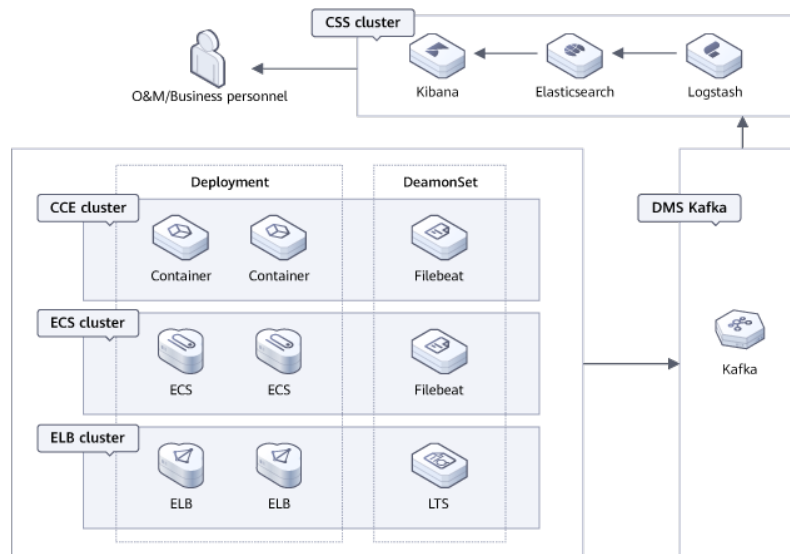 CSS cluster
Kibana
Elasticsearch
Logstash
O&M/Business personnel
Deployment
DeamonSet
CCE cluster
Container
Container
Filebeat
DMS Kafka
ECS cluster
ECS
ECS
Filebeat
Kafka
ELB cluster
ELB
ELB
LTS